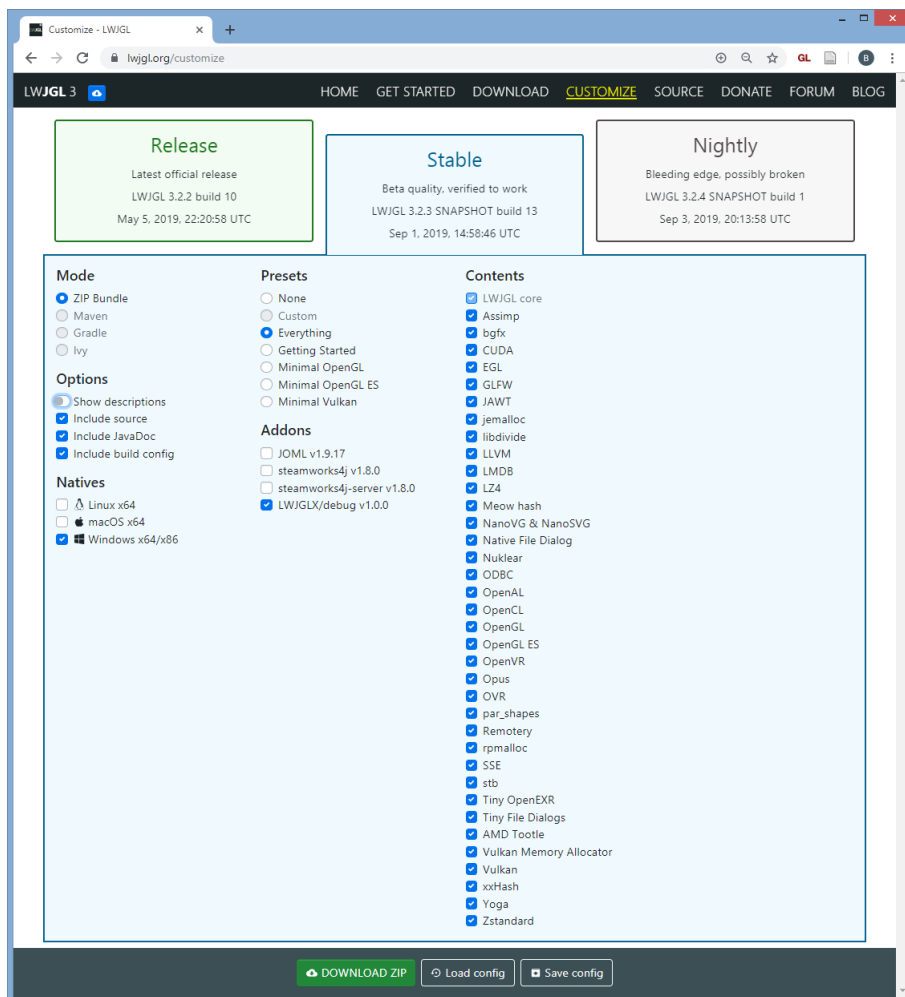 Customize - LWJGL
lwjgl.org/customize
GL
B
LWJGL 3
HOME GET STARTED DOWNLOAD CUSTOMIZE SOURCE DONATE FORUM BLOG
Release
Latest official release
LWJGL 3.2.2 build 10
May 5, 2019, 22:20:58 UTC
Stable
Beta quality, verified to work
LWJGL 3.2.3 SNAPSHOT build 13
Sep 1, 2019, 14:58:46 UTC
Nightly
Bleeding edge, possibly broken
LWJGL 3.2.4 SNAPSHOT build 1
Sep 3, 2019, 20:13:58 UTC
Mode
ZIP Bundle
Maven
Gradle
Ivy
Options
Show descriptions
Include source
Include JavaDoc
Include build config
Natives
Linux x64
macOS x64
Windows x64/x86
Presets
None
Custom
Everything
Getting Started
Minimal OpenGL
Minimal OpenGL ES
Minimal Vulkan
Addons
JOML v1.9.17
steamworks4j v1.8.0
steamworks4j-server v1.8.0
LWJGLX/debug v1.0.0
Contents
LWJGL core
Assimp
bgfx
CUDA
EGL
GLFW
JAWT
jemalloc
libdivide
LLVM
LMDB
LZ4
Meow hash
NanoVG & NanoSVG
Native File Dialog
Nuklear
ODBC
OpenAL
OpenCL
OpenGL
OpenGL ES
OpenVR
Opus
OVR
par_shapes
Remotery
rpmalloc
SSE
stb
Tiny OpenEXR
Tiny File Dialogs
AMD Tootle
Vulkan Memory Allocator
Vulkan
xxHash
Yoga
Zstandard
DOWNLOAD ZIP
Load config
Save config